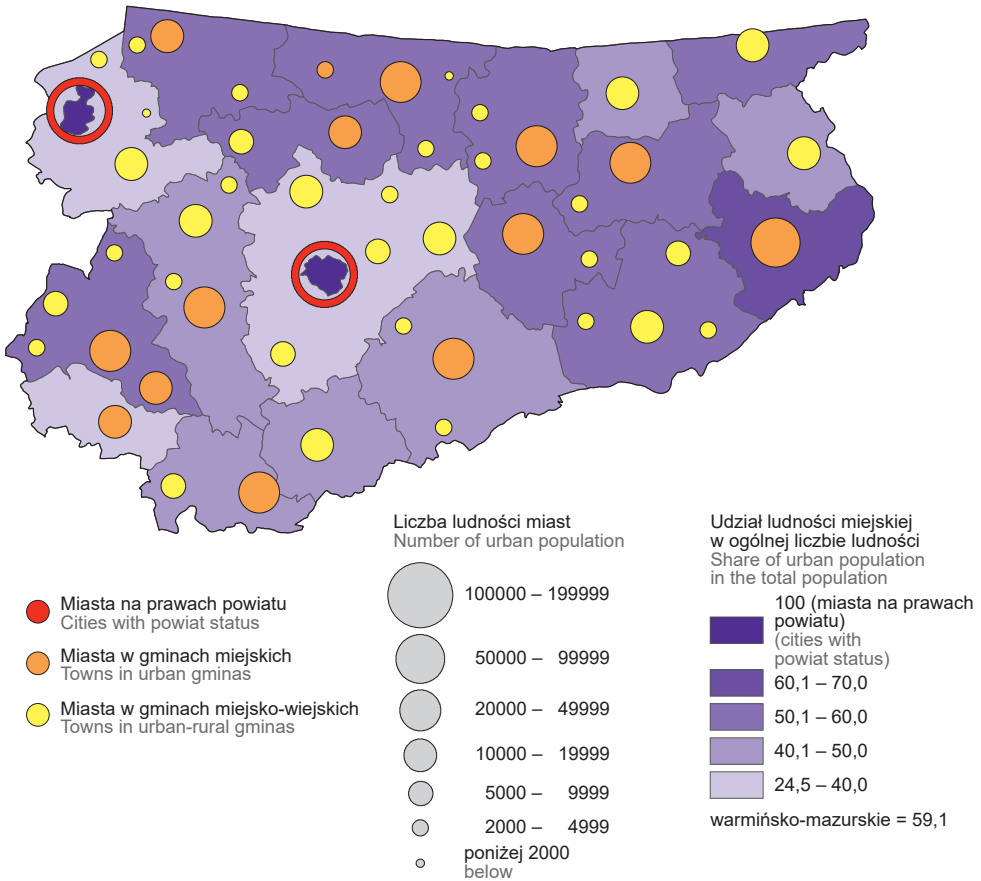 Miasta na prawach powiatu
Cities with powiat status
Miasta w gminach miejskich
Towns in urban gminas
Miasta w gminach miejsko-wiejskich
Towns in urban-rural gminas
Liczba ludności miast
Number of urban population
100000 – 199999
50000 – 99999
20000 – 49999
10000 – 19999
5000 – 9999
2000 – 4999
poniżej 2000
below
Udział ludności miejskiej
w ogólnej liczbie ludności
Share of urban population
in the total population
100 (miasta na prawach
powiatu)
(cities with
powiat status)
60,1 – 70,0
50,1 – 60,0
40,1 – 50,0
24,5 – 40,0
warmińsko-mazurskie = 59,1